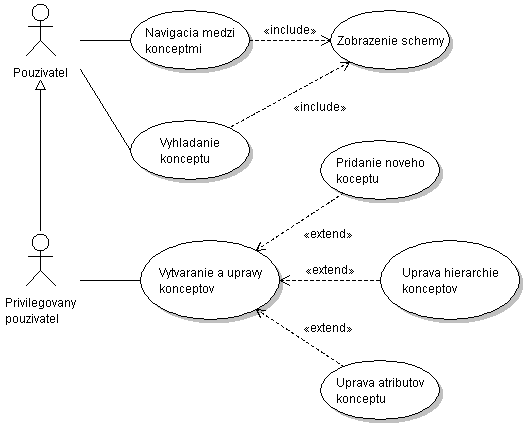 Navigacia medzi
konceptmi
«include»
Zobrazenie schemy
Pouzivatel
«include»
Vyhladanie
konceptu
Pridanie noveho
koceptu
«extend»
Privilegovany
pouzivatel
Vytvaranie a upravy
konceptov
«extend»
Uprava hierarchie
konceptov
«extend»
Uprava atributov
konceptu